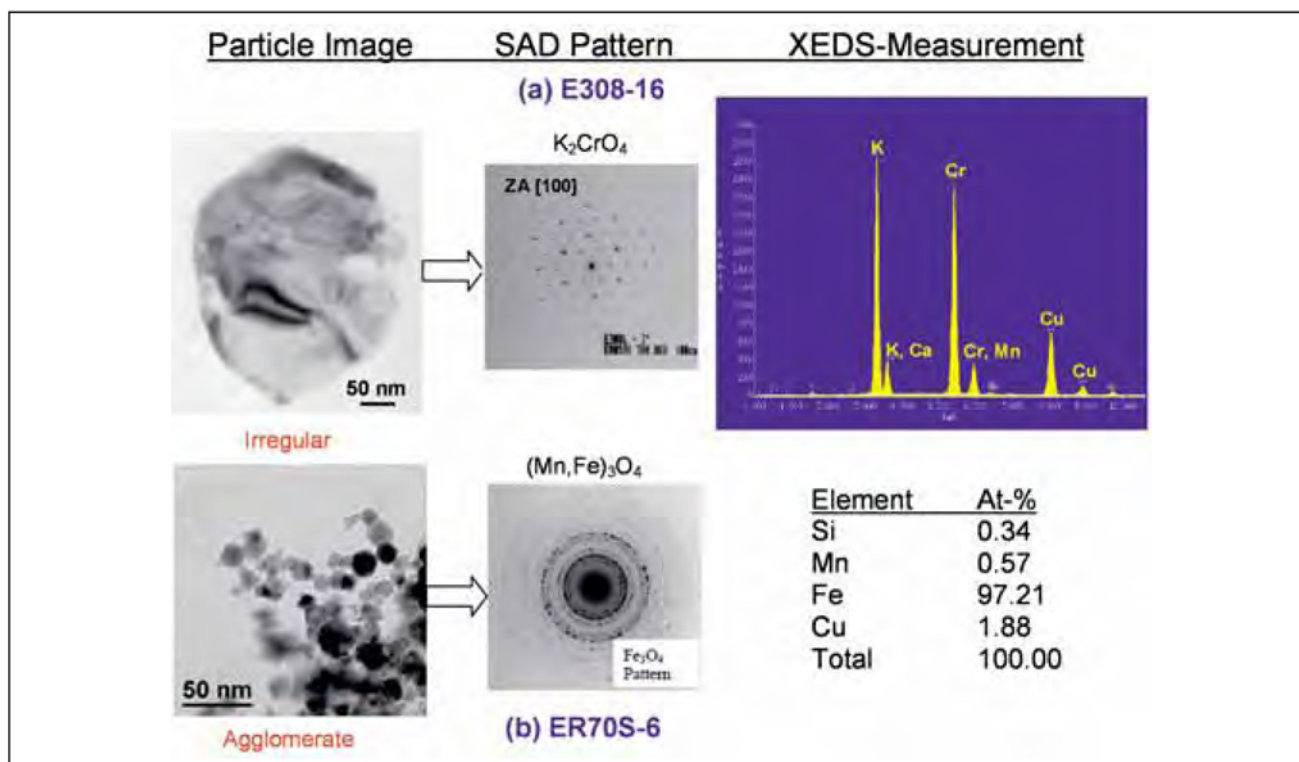 Particle Image SAD Pattern XEDS-Measurement
(a) E308-16
K₂CrO₄
ZA [100]
50 nm
Irregular
K
Cr
K, Ca
Cr, Mn
Cu
Cu
(Mn,Fe)₃O₄
Fe₃O₄
Pattern
50 nm
Agglomerate
(b) ER70S-6
Element At-%
Si 0.34
Mn 0.57
Fe 97.21
Cu 1.88
Total 100.00